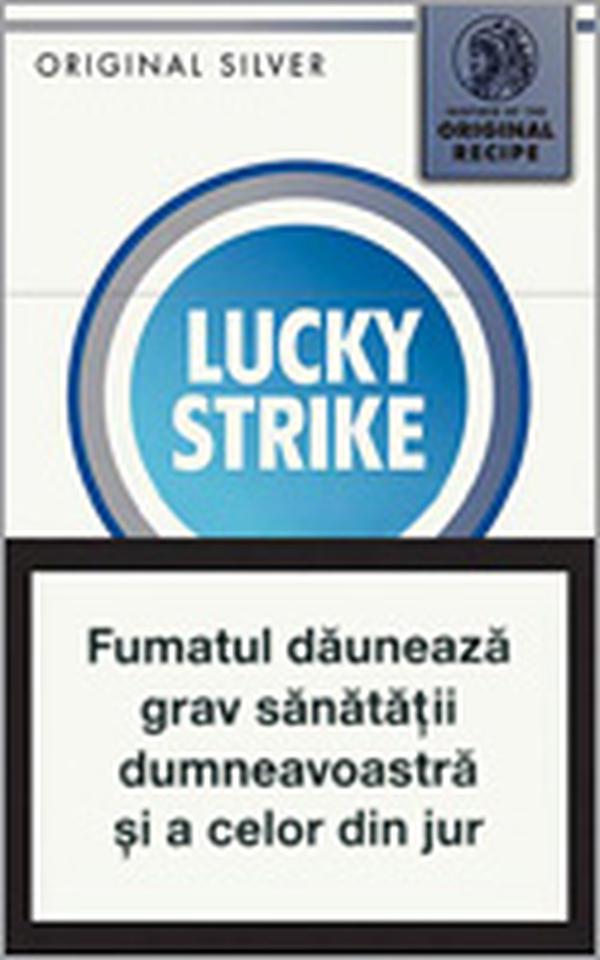 ORIGINAL SILVER
ORIGINAL
RECIPE
LUCKY
STRIKE
Fumatul dăunează
grav sănătății
dumneavoastră
și a celor din jur